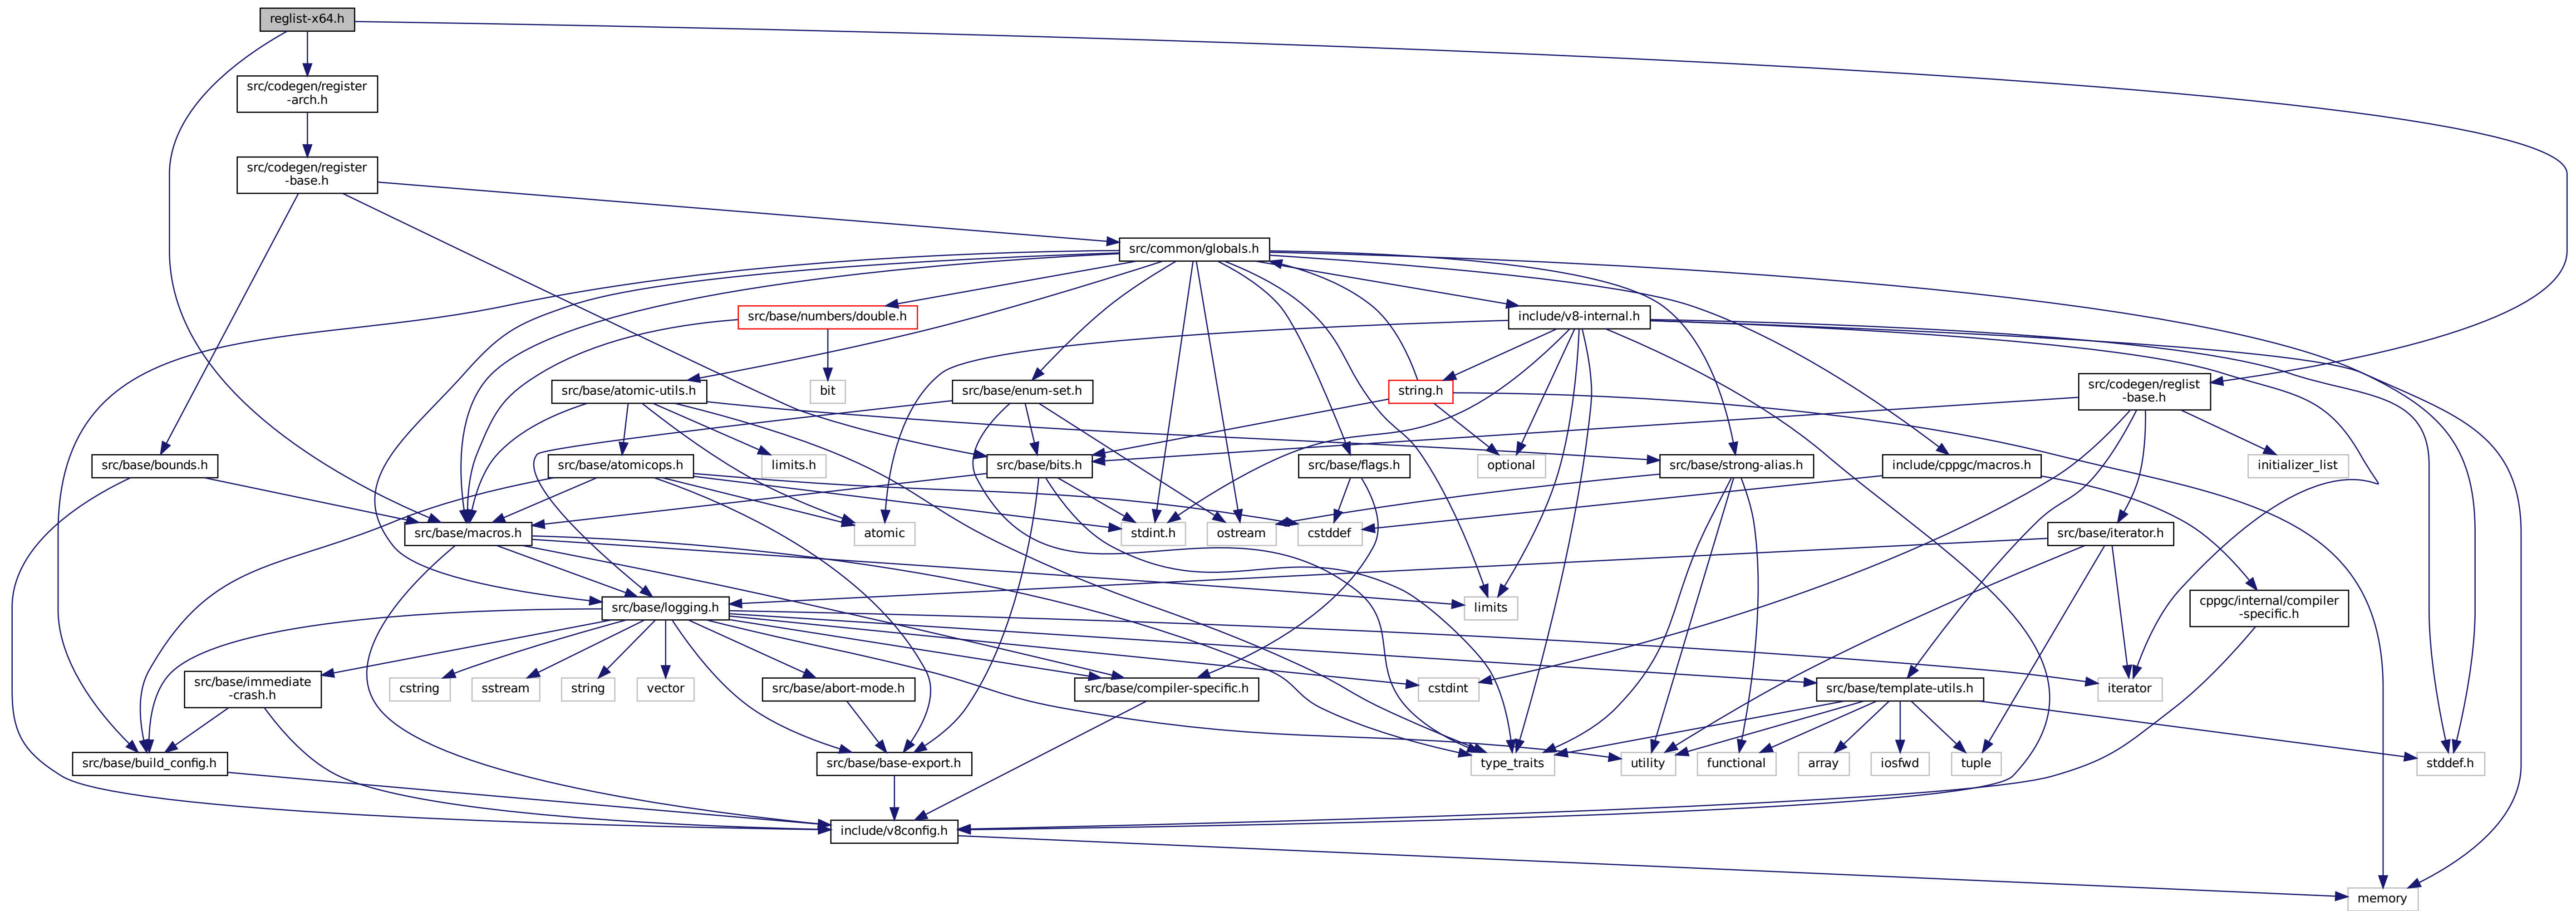 reglist-x64.h
src/codegen/register
-arch.h
src/codegen/register
-base.h
src/common/globals.h
src/base/numbers/double.h
include/v8-internal.h
src/base/atomic-utils.h
bit
src/base/enum-set.h
string.h
src/codegen/reglist
-base.h
src/base/bounds.h
src/base/atomicops.h
limits.h
src/base/bits.h
src/base/flags.h
optional
src/base/strong-alias.h
include/cppgc/macros.h
initializer_list
src/base/macros.h
atomic
stdint.h
ostream
cstddef
src/base/iterator.h
src/base/logging.h
limits
cppgc/internal/compiler
-specific.h
src/base/immediate
-crash.h
cstring
sstream
string
vector
src/base/abort-mode.h
src/base/compiler-specific.h
cstdint
src/base/template-utils.h
iterator
src/base/build_config.h
src/base/base-export.h
type_traits
utility
functional
array
iosfwd
tuple
stddef.h
include/v8config.h
memory